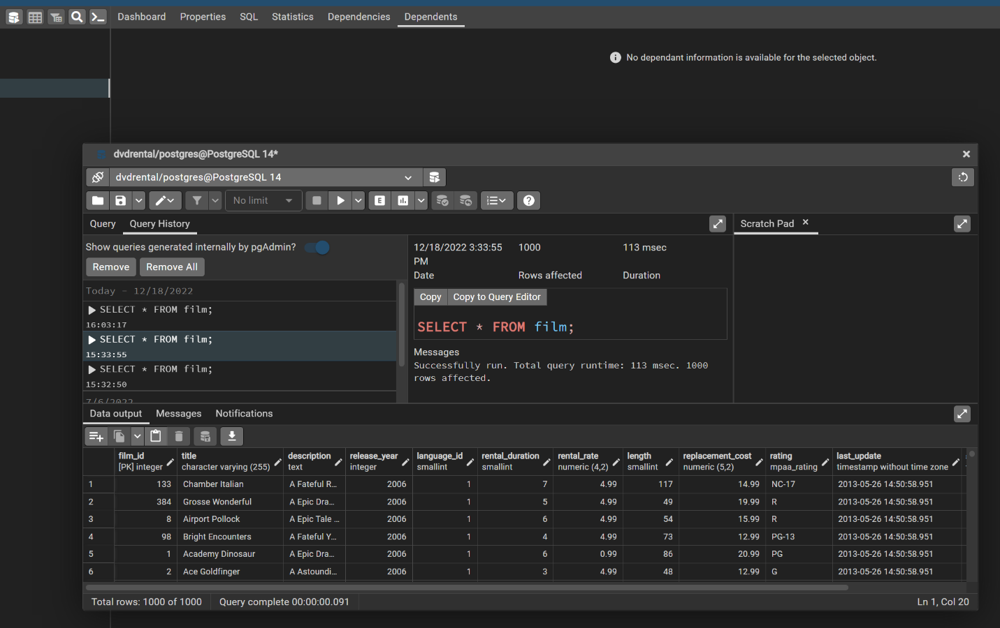 Dashboard Properties SQL Statistics Dependencies Dependents
No dependant information is available for the selected object.
dvdrental/postgres@PostgreSQL 14*
dvdrental/postgres@PostgreSQL 14
No limit
E
Query Query History
Scratch Pad
Show queries generated internally by pgAdmin?
Remove Remove All
Today - 12/18/2022
SELECT * FROM film;
16:03:17
SELECT * FROM film;
15:33:55
SELECT * FROM film;
15:32:50
7/6/2022
12/18/2022 3:33:55 1000 113 msec
PM
Date Rows affected Duration
Copy Copy to Query Editor
SELECT * FROM film;
Messages
Successfully run. Total query runtime: 113 msec. 1000
rows affected.
Data output Messages Notifications
film_id title description release_year language_id rental_duration rental_rate length replacement_cost rating last_update
[PK] integer character varying (255) text integer smallint smallint numeric (4,2) smallint numeric (5,2) mpaa_rating timestamp without time zone
1 133 Chamber Italian A Fateful R... 2006 1 7 4.99 117 14.99 NC-17 2013-05-26 14:50:58.951
2 384 Grosse Wonderful A Epic Dra... 2006 1 5 4.99 49 19.99 R 2013-05-26 14:50:58.951
3 8 Airport Pollock A Epic Tale ... 2006 1 6 4.99 54 15.99 R 2013-05-26 14:50:58.951
4 98 Bright Encounters A Fateful Y... 2006 1 4 4.99 73 12.99 PG-13 2013-05-26 14:50:58.951
5 1 Academy Dinosaur A Epic Dra... 2006 1 6 0.99 86 20.99 PG 2013-05-26 14:50:58.951
6 2 Ace Goldfinger A Astoundi... 2006 1 3 4.99 48 12.99 G 2013-05-26 14:50:58.951
Total rows: 1000 of 1000 Query complete 00:00:00.091 Ln 1, Col 20